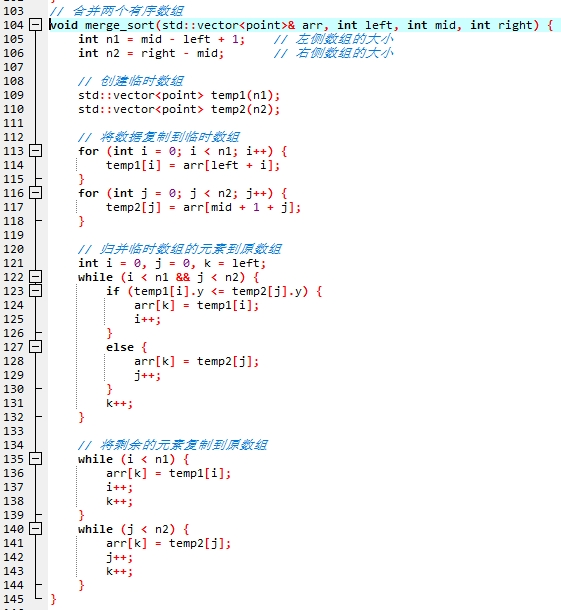 103 // 合并两个有序数组
104 void merge_sort(std::vector<point>& arr, int left, int mid, int right) {
105     int n1 = mid - left + 1;    // 左侧数组的大小
106     int n2 = right - mid;       // 右侧数组的大小
107
108     // 创建临时数组
109     std::vector<point> temp1(n1);
110     std::vector<point> temp2(n2);
111
112     // 将数据复制到临时数组
113     for (int i = 0; i < n1; i++) {
114         temp1[i] = arr[left + i];
115     }
116     for (int j = 0; j < n2; j++) {
117         temp2[j] = arr[mid + 1 + j];
118     }
119
120     // 归并临时数组的元素到原数组
121     int i = 0, j = 0, k = left;
122     while (i < n1 && j < n2) {
123         if (temp1[i].y <= temp2[j].y) {
124             arr[k] = temp1[i];
125             i++;
126         }
127         else {
128             arr[k] = temp2[j];
129             j++;
130         }
131         k++;
132     }
133
134     // 将剩余的元素复制到原数组
135     while (i < n1) {
136         arr[k] = temp1[i];
137         i++;
138         k++;
139     }
140     while (j < n2) {
141         arr[k] = temp2[j];
142         j++;
143         k++;
144     }
145 }